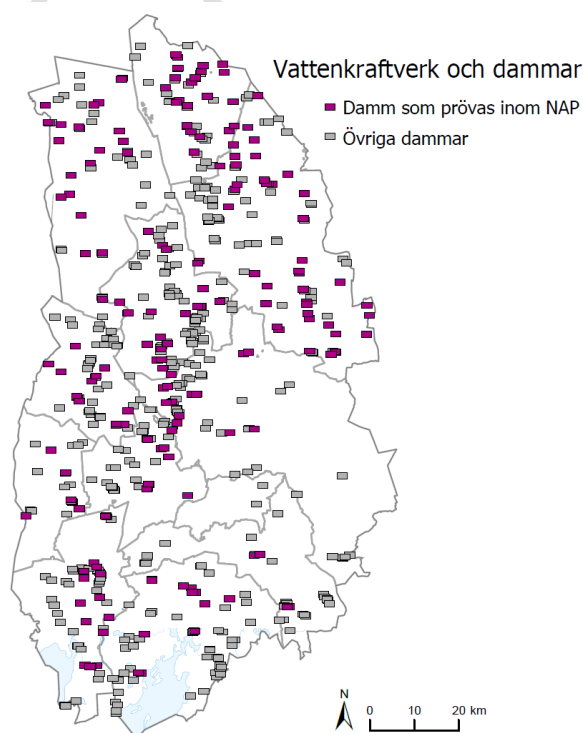 Vattenkraftverk och dammar
Damm som prövas inom NAP
Övriga dammar
N
0 10 20 km